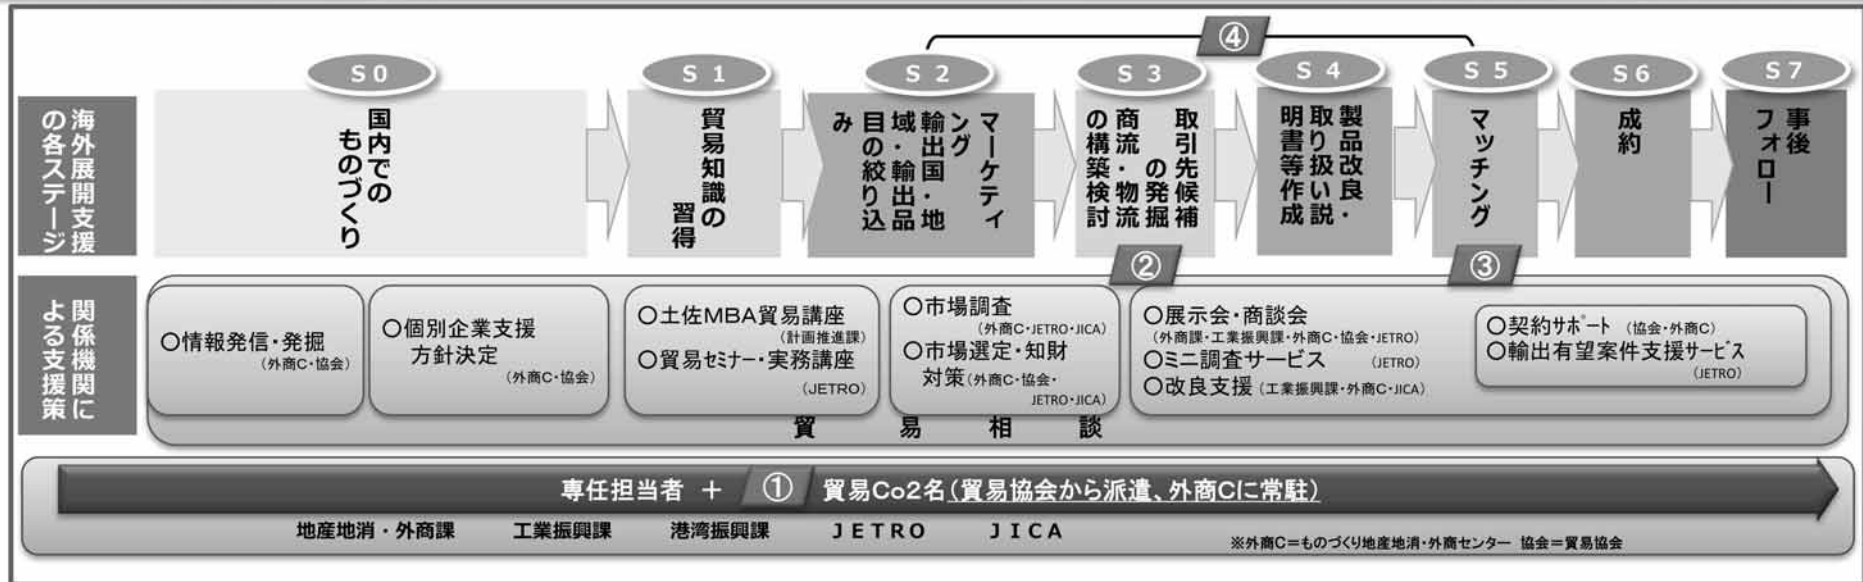 ④
S0
S1
S2
S3
S4
S5
S6
S7
海外展開支援
の各ステージ
国内での
ものづくり
貿易知識の
習得
マーケティ
ング
輸出国・地
域・輸出品
目の絞り込
み
取引先候補
の発掘
商流・物流
の構築検討
製品改良・
取り扱い説
明書等作成
マッチング
成約
事後
フォロー
②
③
関係機関に
よる支援策
○情報発信・発掘
(外商C・協会)
○個別企業支援
方針決定
(外商C・協会)
○土佐MBA貿易講座
(計画推進課)
○貿易セミナー・実務講座
(JETRO)
○市場調査
(外商C・JETRO・JICA)
○市場選定・知財
対策(外商C・協会・
JETRO・JICA)
○展示会・商談会
(外商課・工業振興課・外商C・協会・JETRO)
○ミニ調査サービス (JETRO)
○改良支援(工業振興課・外商C・JICA)
○契約サポート (協会・外商C)
○輸出有望案件支援サービス
(JETRO)
貿易相談
専任担当者 + ① 貿易Co2名(貿易協会から派遣、外商Cに常駐)
地産地消・外商課 工業振興課 港湾振興課 JETRO JICA
※外商C=ものづくり地産地消・外商センター 協会=貿易協会